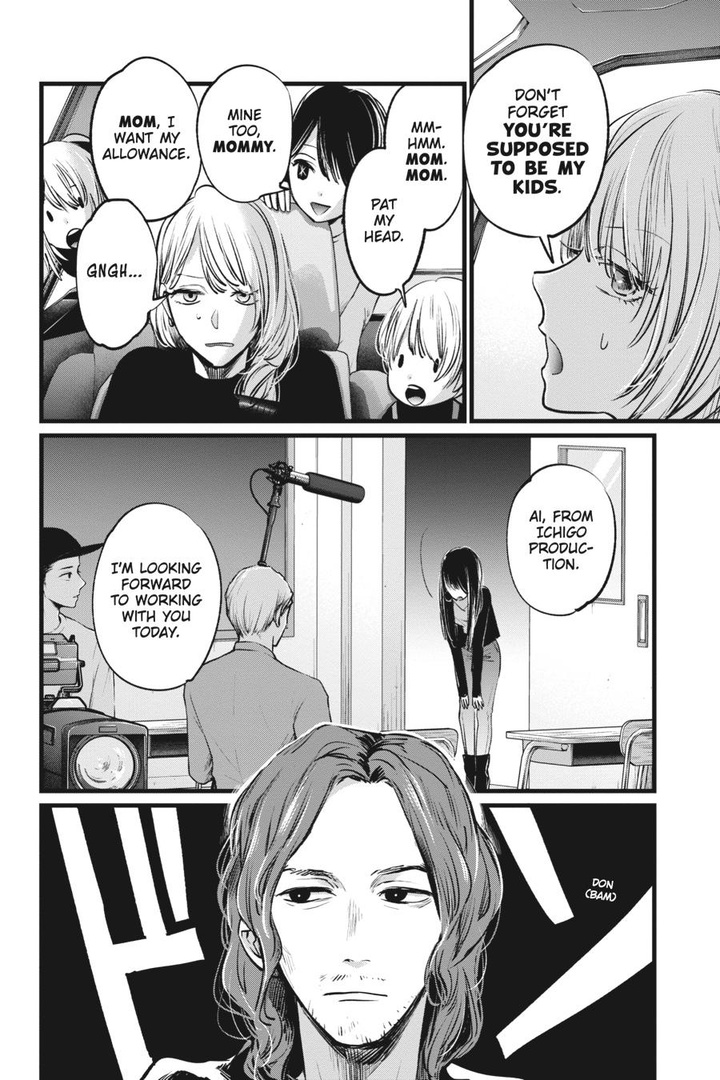 DON'T
FORGET
YOU'RE
SUPPOSED
TO BE MY
KIDS.
MM-
HMM.
MOM.
MOM.
PAT
MY
HEAD.
MINE
TOO,
MOMMY.
MOM, I
WANT MY
ALLOWANCE.
GNGH...
AI, FROM
ICHIGO
PRODUC-
TION.
I'M LOOKING
FORWARD
TO WORKING
WITH YOU
TODAY.
ドン
DON
(BAM)